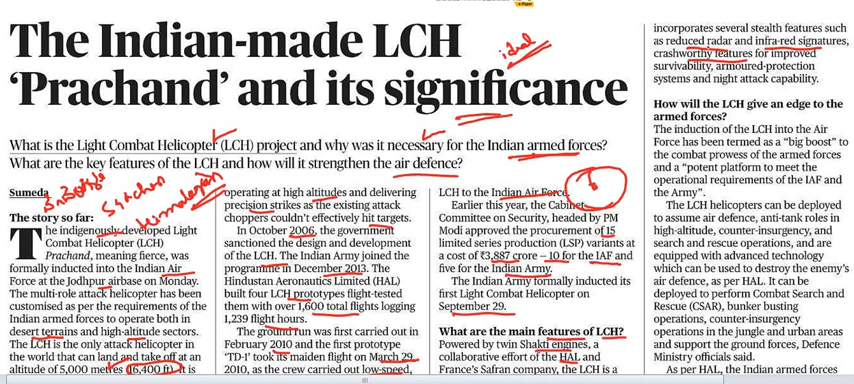 The Indian-made LCH
'Prachand' and its significance
What is the Light Combat Helicopter (LCH) project and why was it necessary for the Indian armed forces?
What are the key features of the LCH and how will it strengthen the air defence?
Sumeda
The story so far:
The indigenously developed Light
Combat Helicopter (LCH)
Prachand, meaning fierce, was
formally inducted into the Indian Air
Force at the Jodhpur airbase on Monday.
The multi-role attack helicopter has been
customised as per the requirements of the
Indian armed forces to operate both in
desert terrains and high-altitude sectors.
The LCH is the only attack helicopter in
the world that can land and take off at an
altitude of 5,000 metres (16,400 ft). It is
operating at high altitudes and delivering
precision strikes as the existing attack
choppers couldn't effectively hit targets.
In October 2006, the government
sanctioned the design and development
of the LCH. The Indian Army joined the
programme in December 2013. The
Hindustan Aeronautics Limited (HAL)
built four LCH prototypes flight-tested
them with over 1,600 total flights logging
1,239 flight hours.
The ground run was first carried out in
February 2010 and the first prototype
'TD-1' took its maiden flight on March 29,
2010, as the crew carried out low-speed,
LCH to the Indian Air Force.
Earlier this year, the Cabinet
Committee on Security, headed by PM
Modi approved the procurement of 15
limited series production (LSP) variants at
a cost of ₹3,887 crore – 10 for the IAF and
five for the Indian Army.
The Indian Army formally inducted its
first Light Combat Helicopter on
September 29.
What are the main features of LCH?
Powered by twin Shakti engines, a
collaborative effort of the HAL and
France's Safran company, the LCH is a
incorporates several stealth features such
as reduced radar and infra-red signatures,
crashworthy features for improved
survivability, armoured-protection
systems and night attack capability.
How will the LCH give an edge to the
armed forces?
The induction of the LCH into the Air
Force has been termed as a "big boost" to
the combat prowess of the armed forces
and a "potent platform to meet the
operational requirements of the IAF and
the Army".
The LCH helicopters can be deployed
to assume air defence, anti-tank roles in
high-altitude, counter-insurgency, and
search and rescue operations, and are
equipped with advanced technology
which can be used to destroy the enemy's
air defence, as per HAL. It can be
deployed to perform Combat Search and
Rescue (CSAR), bunker busting
operations, counter-insurgency
operations in the jungle and urban areas
and support the ground forces, Defence
Ministry officials said.
As per HAL, the Indian armed forces